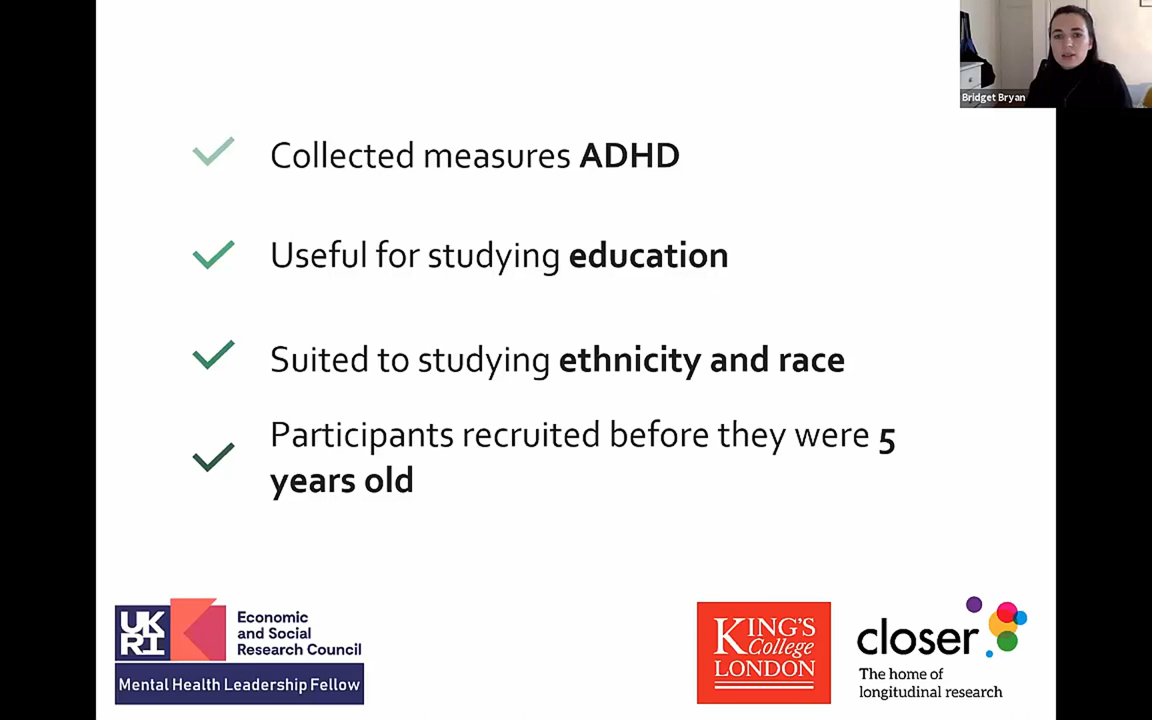 Bridget Bryan
Collected measures ADHD
Useful for studying education
Suited to studying ethnicity and race
Participants recruited before they were 5
years old
UK
RI
Economic
and Social
Research Council
Mental Health Leadership Fellow
KING'S
College
LONDON
closer
The home of
longitudinal research